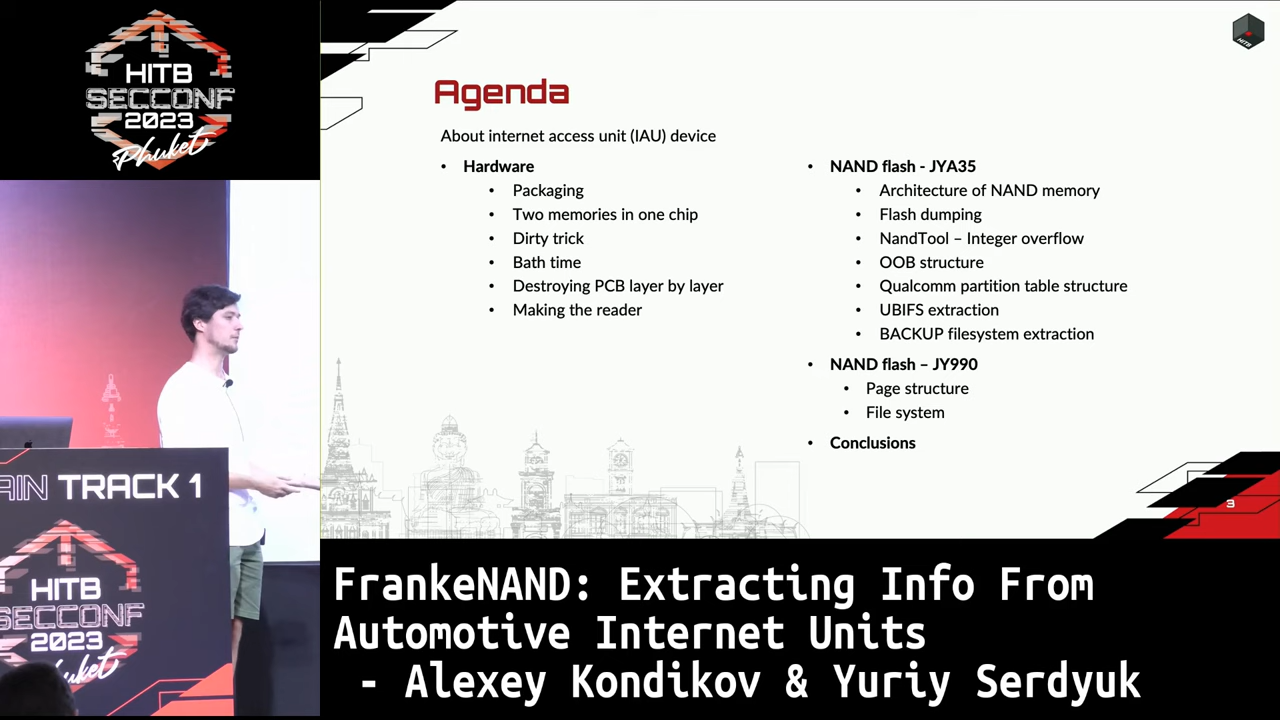 HITB
SECCONF
2023
Phuket
HITB
Agenda
About internet access unit (IAU) device
• Hardware
• Packaging
• Two memories in one chip
• Dirty trick
• Bath time
• Destroying PCB layer by layer
• Making the reader
• NAND flash - JYA35
• Architecture of NAND memory
• Flash dumping
• NandTool – Integer overflow
• OOB structure
• Qualcomm partition table structure
• UBIFS extraction
• BACKUP filesystem extraction
• NAND flash – JY990
• Page structure
• File system
• Conclusions
3
AIN TRACK 1
HITB
SECCONF
2023
huket
FrankeNAND: Extracting Info From
Automotive Internet Units
- Alexey Kondikov & Yuriy Serdyuk